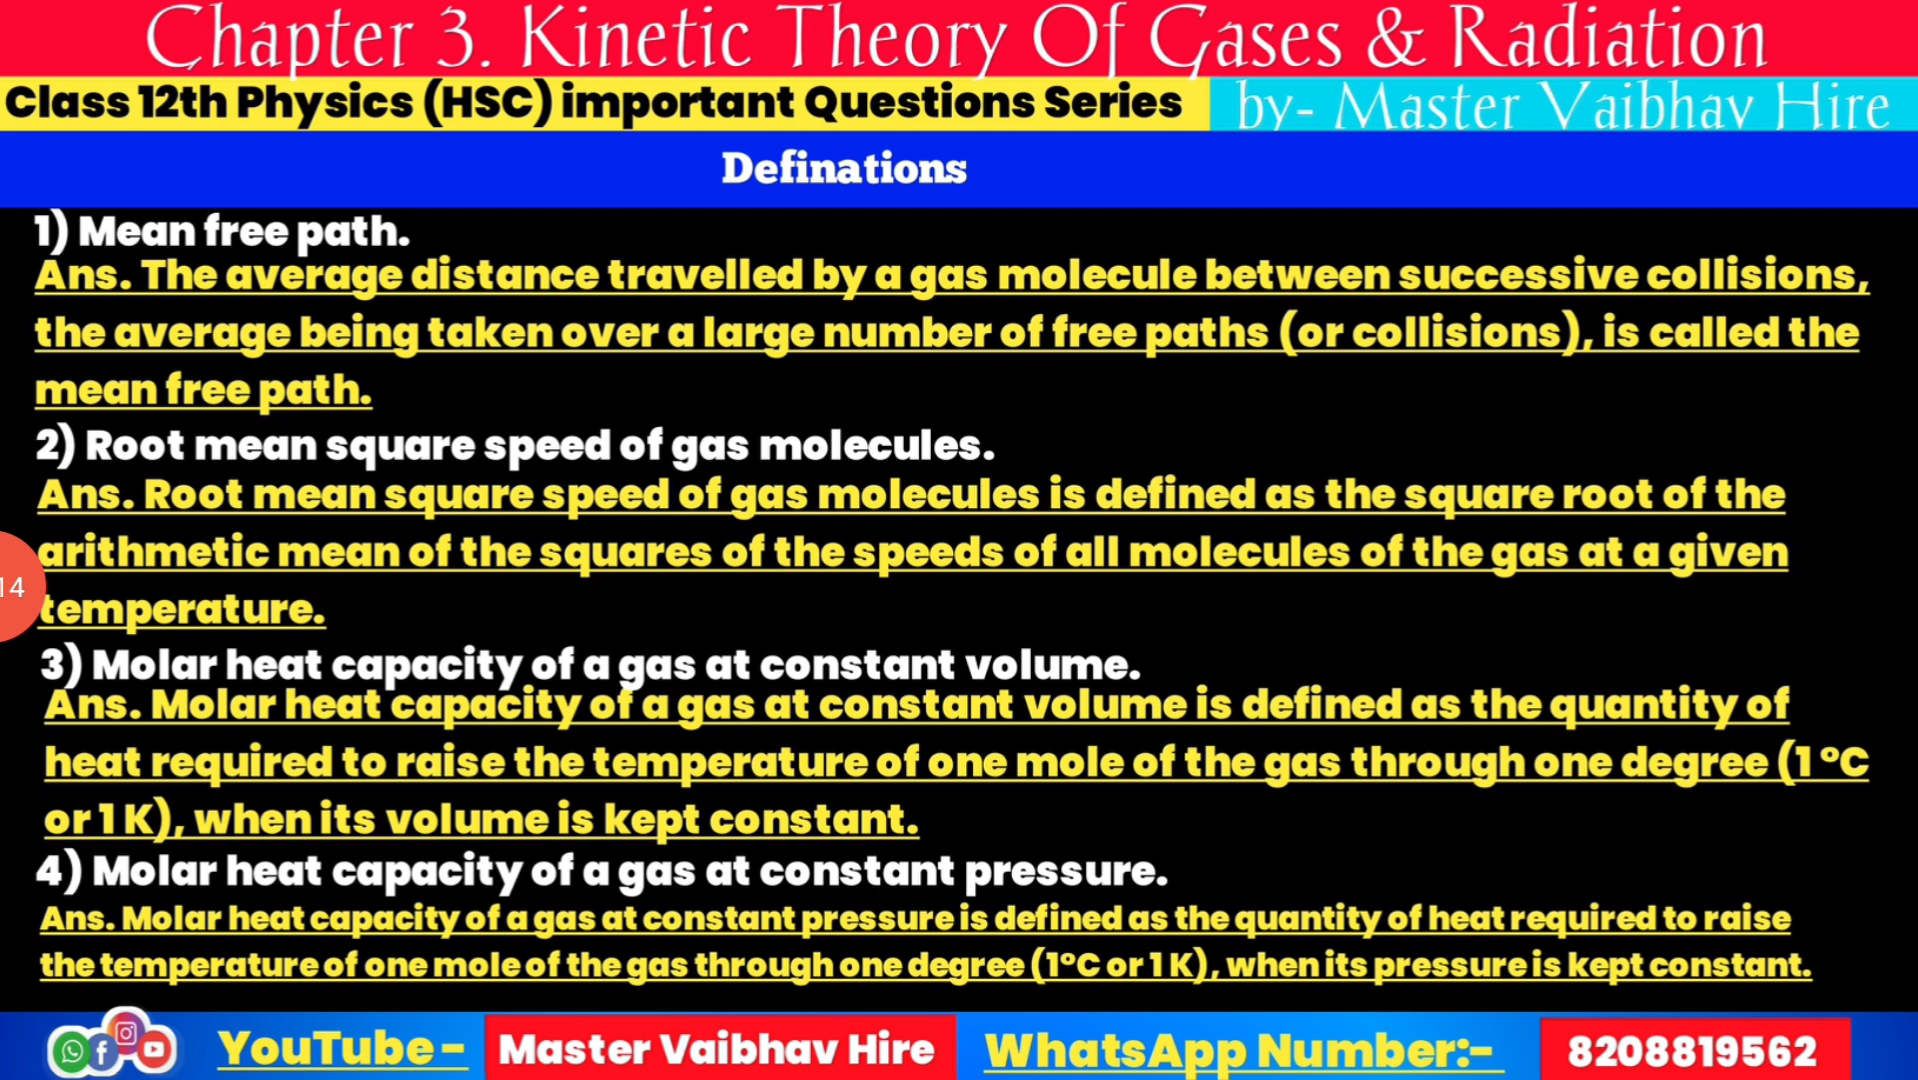 Chapter 3. Kinetic Theory Of Gases & Radiation
Class 12th Physics (HSC) important Questions Series
by- Master Vaibhav Hire
Definations
1) Mean free path.
Ans. The average distance travelled by a gas molecule between successive collisions,
the average being taken over a large number of free paths (or collisions), is called the
mean free path.
2) Root mean square speed of gas molecules.
Ans. Root mean square speed of gas molecules is defined as the square root of the
arithmetic mean of the squares of the speeds of all molecules of the gas at a given
14
temperature.
3) Molar heat capacity of a gas at constant volume.
Ans. Molar heat capacity of a gas at constant volume is defined as the quantity of
heat required to raise the temperature of one mole of the gas through one degree (1 °C
or 1 K), when its volume is kept constant.
4) Molar heat capacity of a gas at constant pressure.
Ans. Molar heat capacity of a gas at constant pressure is defined as the quantity of heat required to raise
the temperature of one mole of the gas through one degree (1°C or 1 K), when its pressure is kept constant.
YouTube- Master Vaibhav Hire WhatsApp Number:- 8208819562